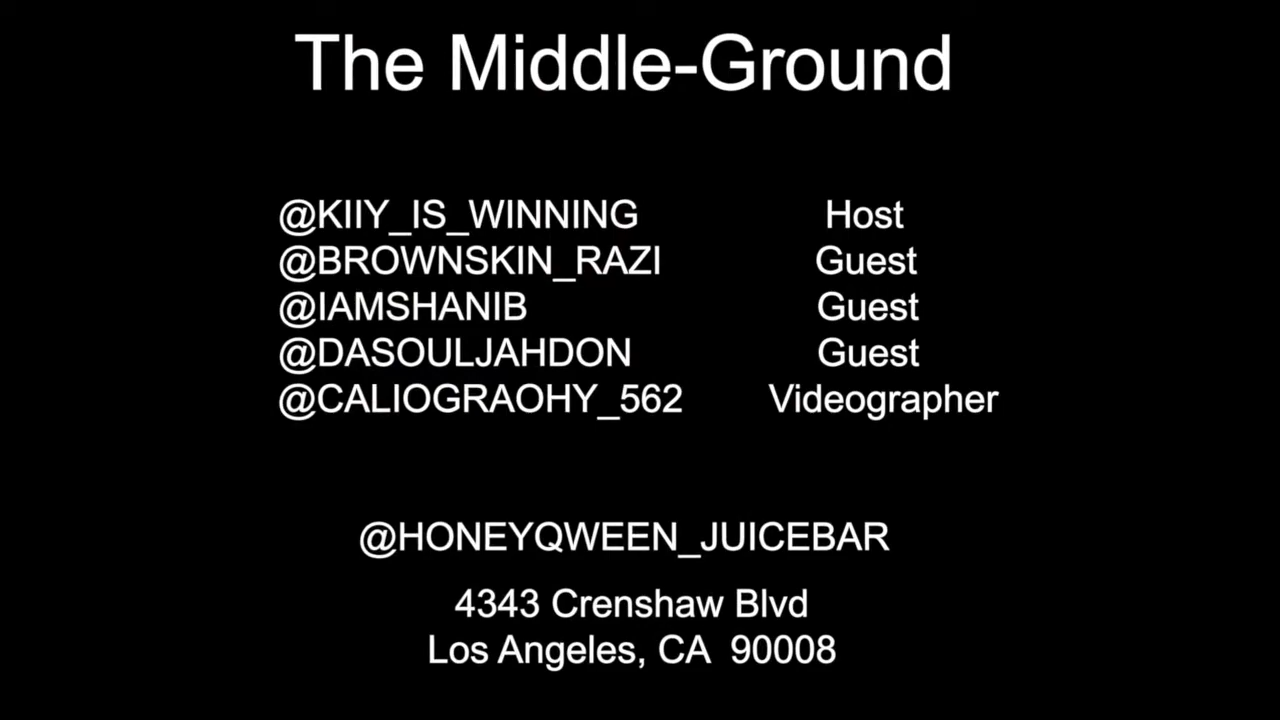 The Middle-Ground
@KIIY_IS_WINNING Host
@BROWNSKIN_RAZI Guest
@IAMSHANIB Guest
@DASOULJAHDON Guest
@CALIOGRAOHY_562 Videographer
@HONEYQWEEN_JUICEBAR
4343 Crenshaw Blvd
Los Angeles, CA 90008